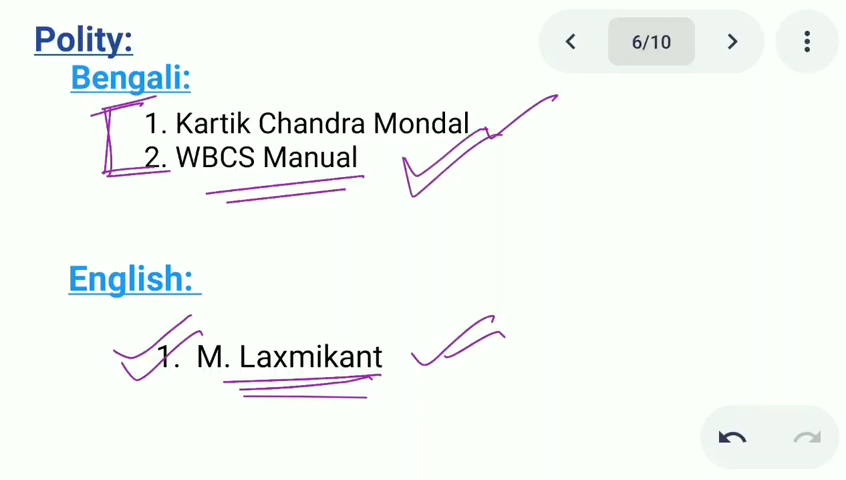 Polity:
6/10
Bengali:
1. Kartik Chandra Mondal
2. WBCS Manual
English:
1. M. Laxmikant